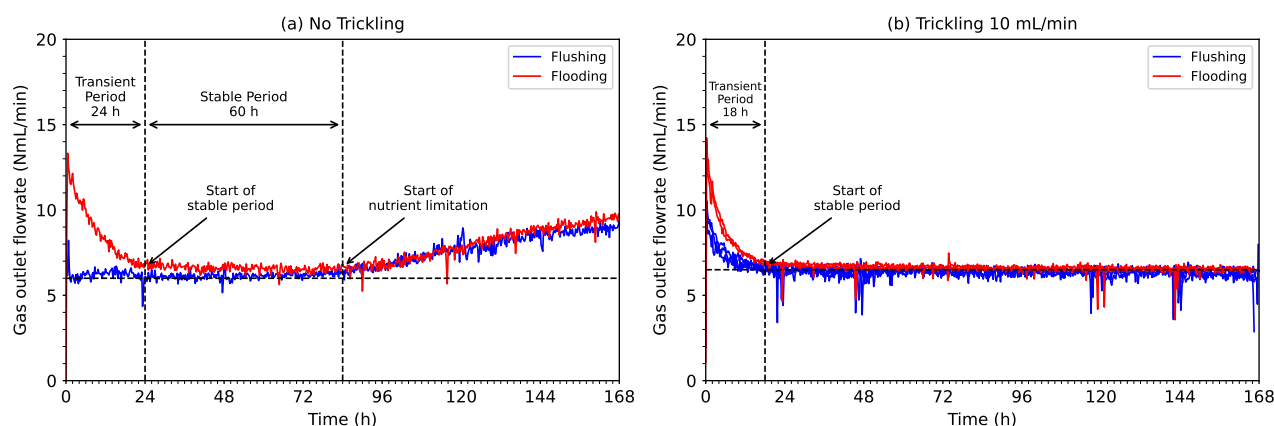 (a) No Trickling
Gas outlet flowrate (NmL/min)
20
15
10
5
0
Transient
Period
24 h
Stable Period
60 h
Flushing
Flooding
Start of
stable period
Start of
nutrient limitation
0 24 48 72 96 120 144 168
Time (h)
(b) Trickling 10 mL/min
Gas outlet flowrate (NmL/min)
20
15
10
5
0
Transient
Period
18 h
Flushing
Flooding
Start of
stable period
0 24 48 72 96 120 144 168
Time (h)